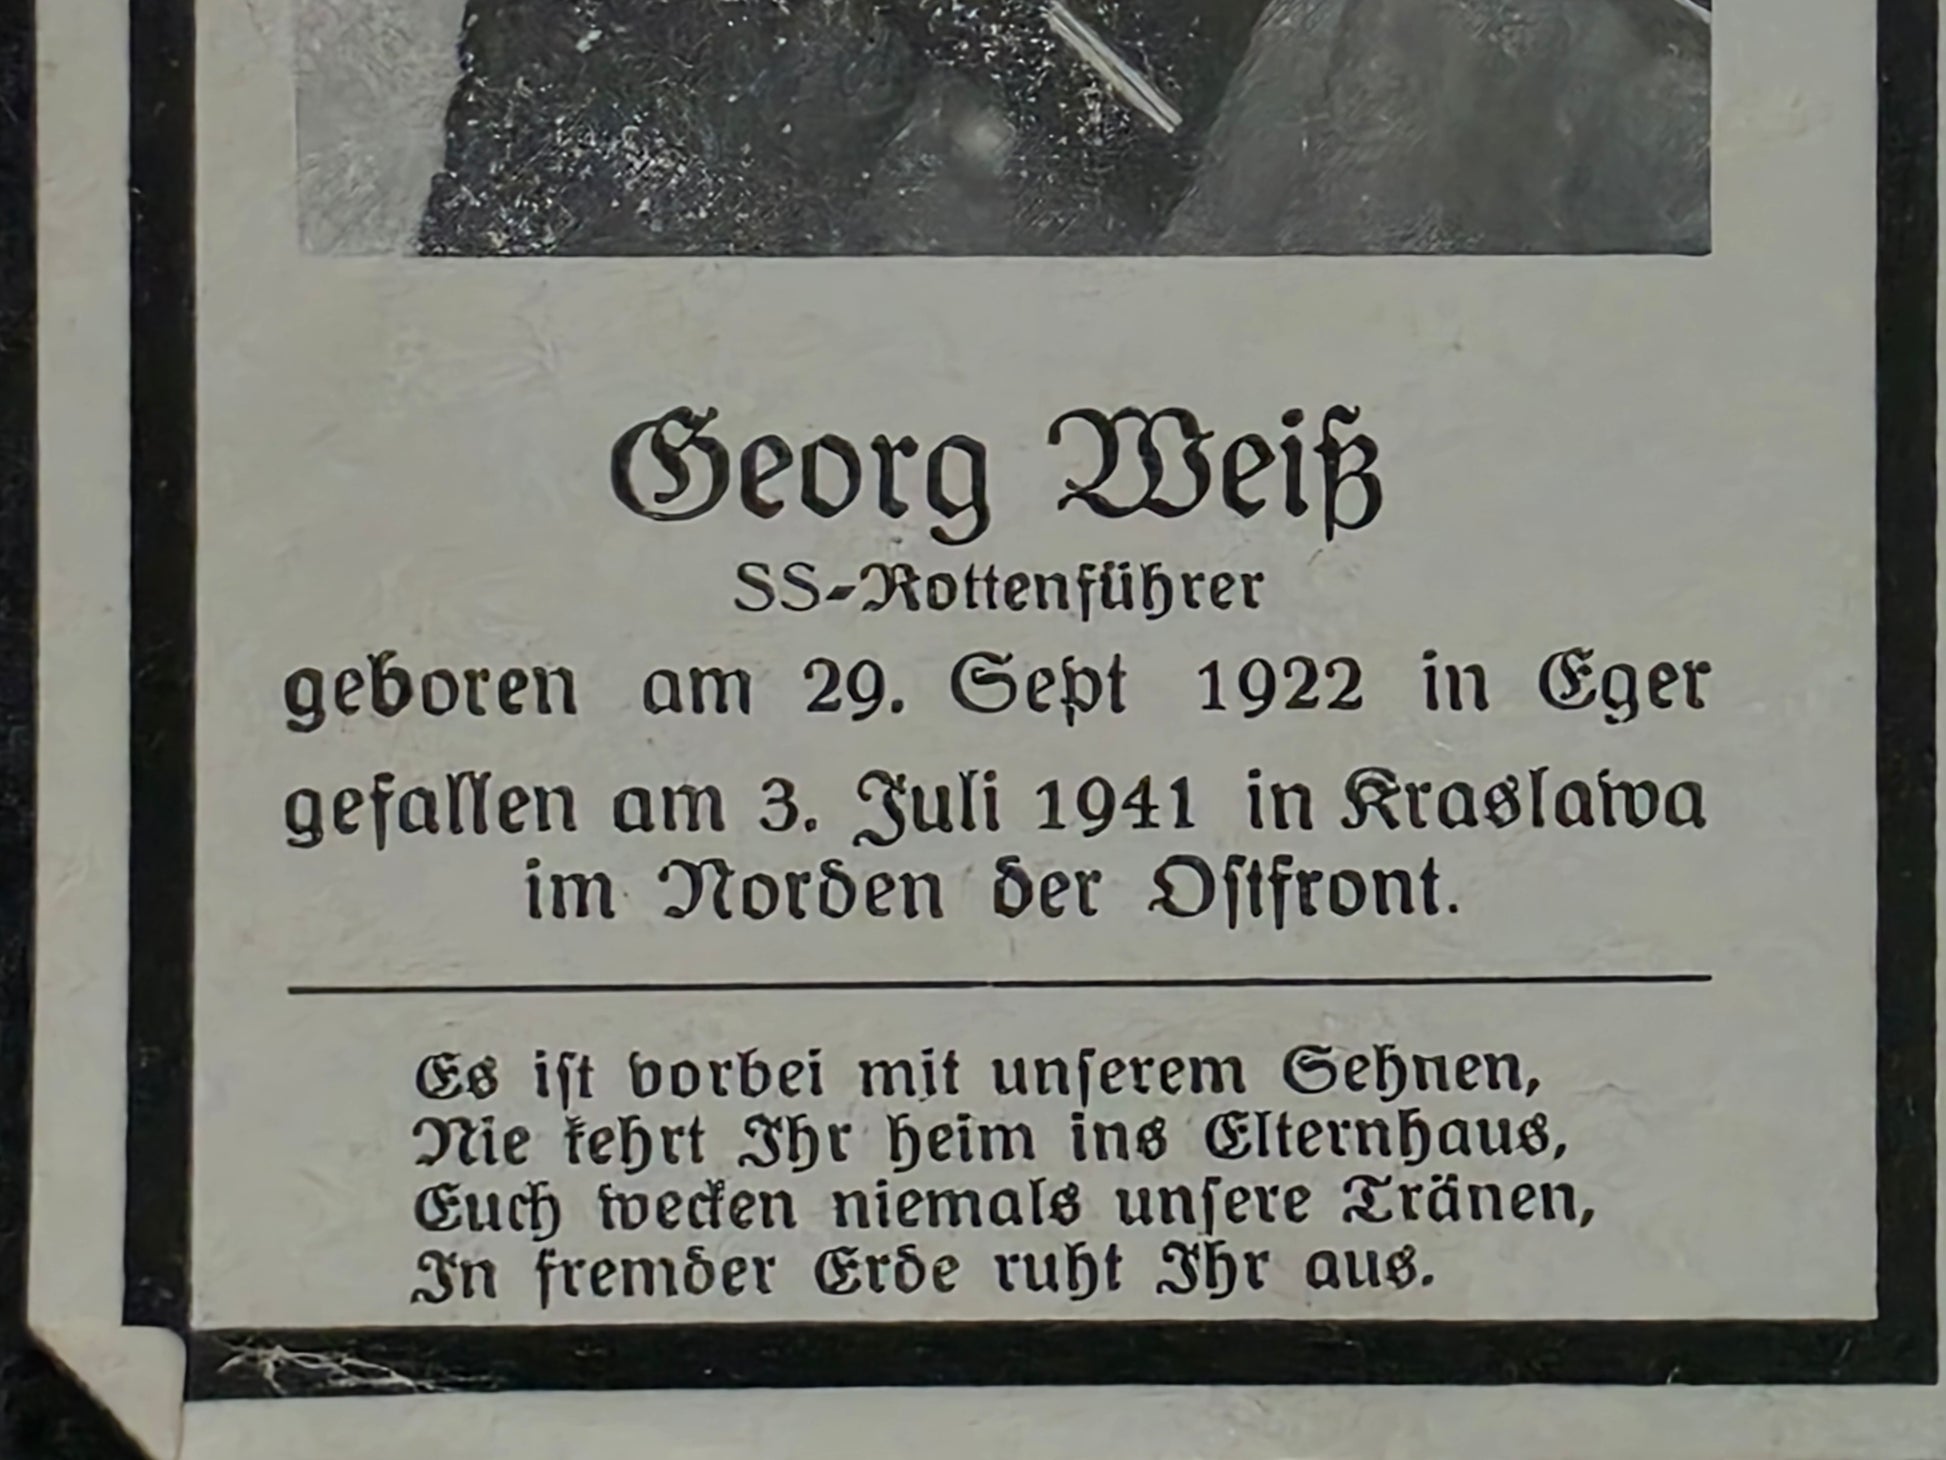 Georg Weiß
SS-Rottenführer
geboren am 29. Sept 1922 in Eger
gefallen am 3. Juli 1941 in Kraslawa
im Norden der Ostfront.
Es ist vorbei mit unserem Sehnen,
Nie kehrt Ihr heim ins Elternhaus,
Euch wecken niemals unsere Tränen,
In fremder Erde ruht Ihr aus.